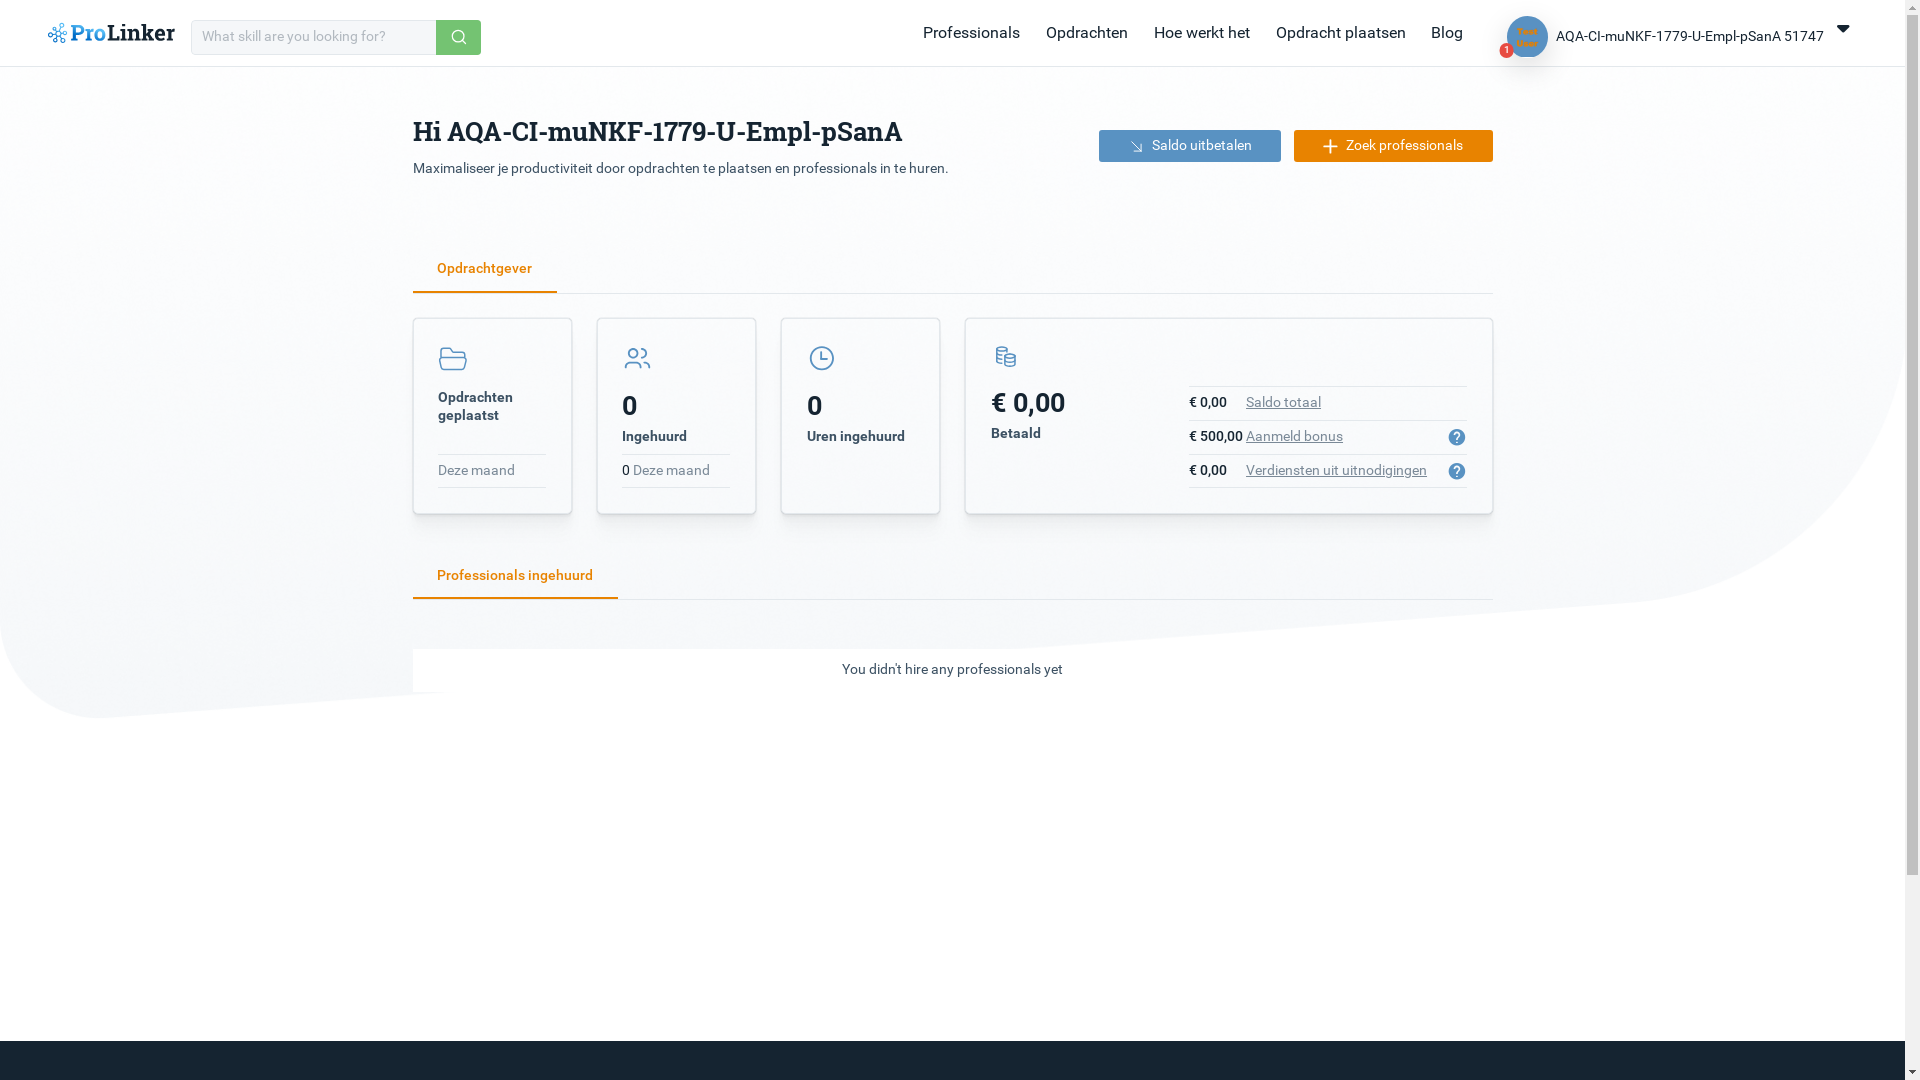 ProLinker
What skill are you looking for?
Professionals
Opdrachten
Hoe werkt het
Opdracht plaatsen
Blog
Test
User
1
AQA-CI-muNKF-1779-U-Empl-pSanA 51747
Hi AQA-CI-muNKF-1779-U-Empl-pSanA
Maximaliseer je productiviteit door opdrachten te plaatsen en professionals in te huren.
Saldo uitbetalen
Zoek professionals
Opdrachtgever
Opdrachten
geplaatst
Deze maand
0
Ingehuurd
0 Deze maand
0
Uren ingehuurd
€ 0,00
Betaald
€ 0,00 Saldo totaal
€ 500,00 Aanmeld bonus
€ 0,00 Verdiensten uit uitnodigingen
Professionals ingehuurd
You didn't hire any professionals yet